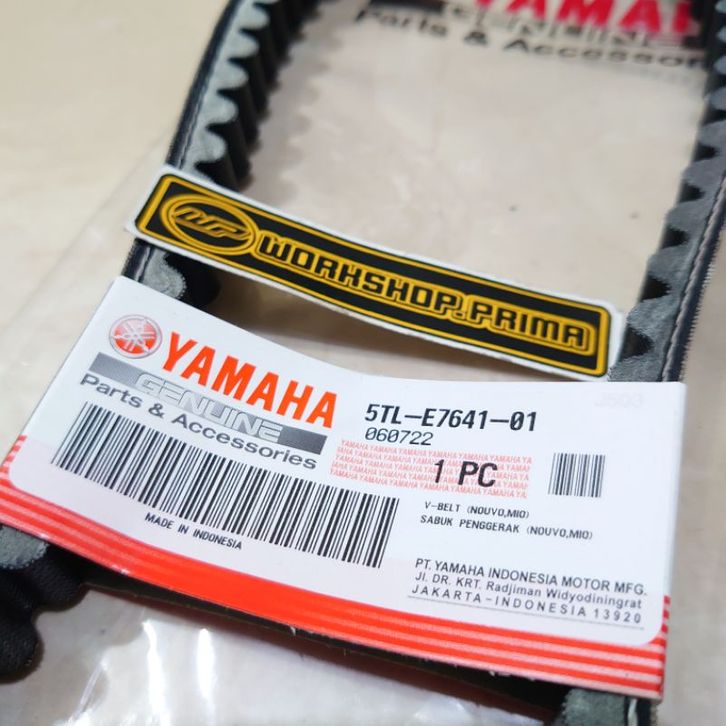 YAMAHA
GENUINE
Parts & Accessories
WORKSHOP.PRIMA
YAMAHA
GENUINE
Parts & Accessories
MADE IN INDONESIA
5TL-E7641-01
060722
1 PC
V-BELT (NOUVO,MIO)
SABUK PENGGERAK (NOUVO,MIO)
PT. YAMAHA INDONESIA MOTOR MFG.
Jl. DR. KRT. Radjiman Widyodiningrat
JAKARTA-INDONESIA 13920